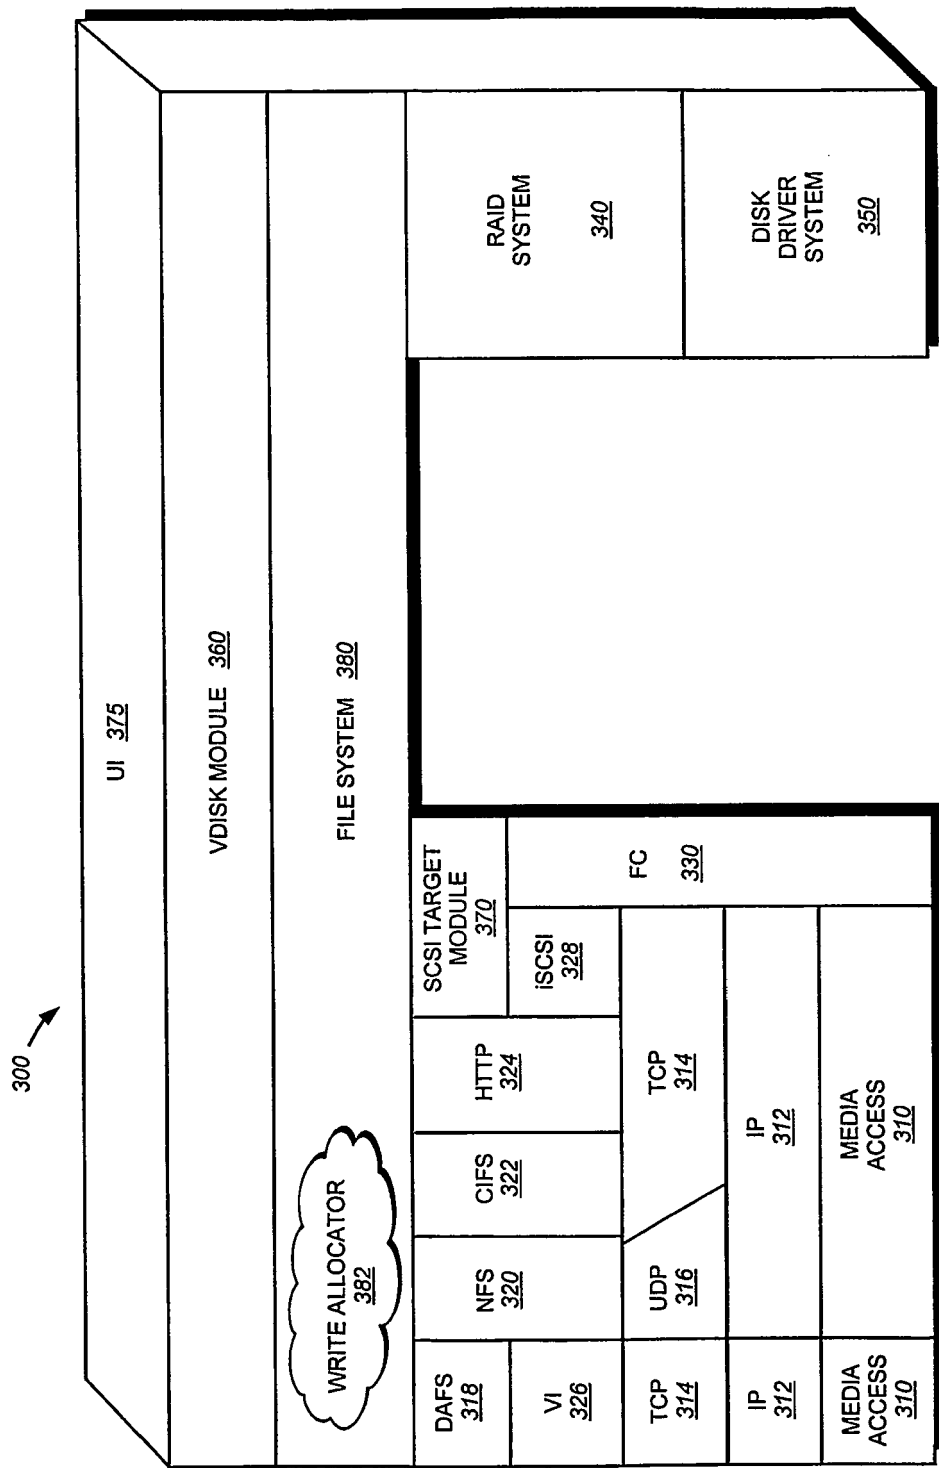 300
UI 375
VDISK MODULE 360
FILE SYSTEM 380
WRITE ALLOCATOR
382
DAFS
318
NFS
320
CIFS
322
HTTP
324
SCSI TARGET
MODULE
370
VI
326
iSCSI
328
FC
330
TCP
314
UDP
316
TCP
314
IP
312
IP
312
MEDIA
ACCESS
310
MEDIA
ACCESS
310
RAID
SYSTEM
340
DISK
DRIVER
SYSTEM
350